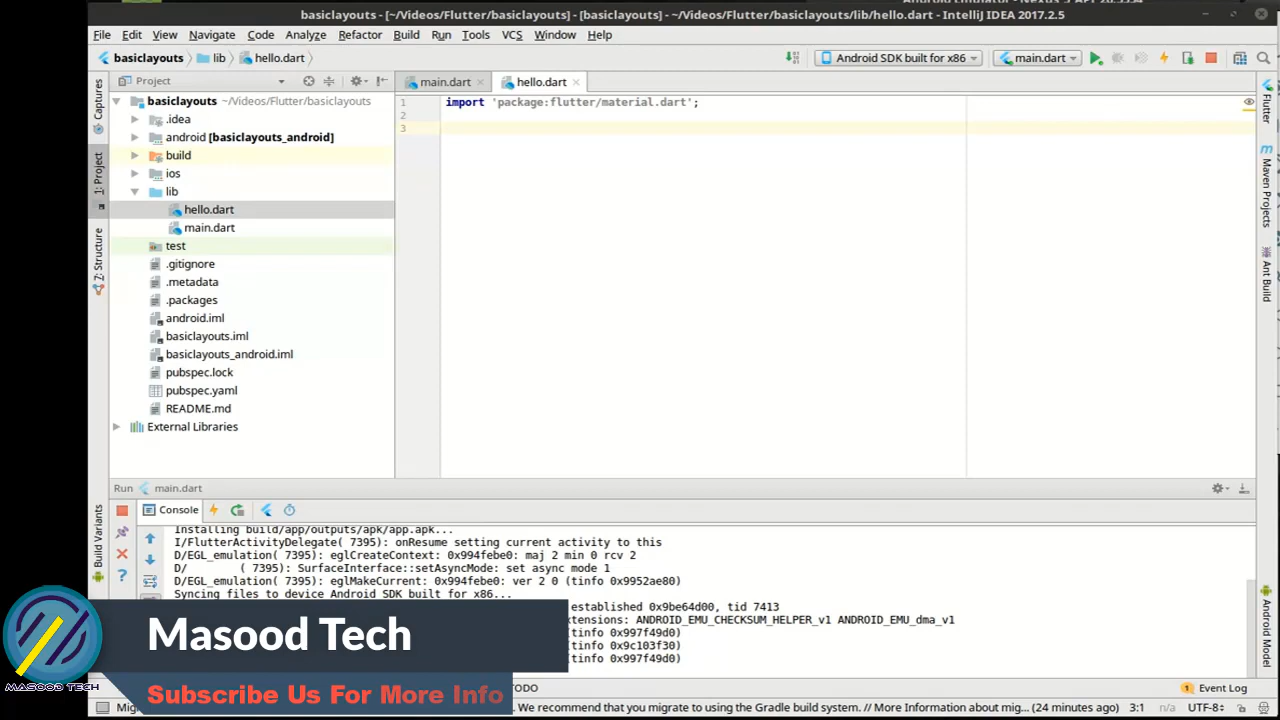 basiclayouts - [~/Videos/Flutter/basiclayouts] - [basiclayouts] - ~/Videos/Flutter/basiclayouts/lib/hello.dart - IntelliJ IDEA 2017.2.5
File Edit View Navigate Code Analyze Refactor Build Run Tools VCS Window Help
basiclayouts lib hello.dart Android SDK built for x86 main.dart
Captures
1: Project
7: Structure
Build Variants
Project
basiclayouts ~/Videos/Flutter/basiclayouts
.idea
android [basiclayouts_android]
build
ios
lib
hello.dart
main.dart
test
.gitignore
.metadata
.packages
android.iml
basiclayouts.iml
basiclayouts_android.iml
pubspec.lock
pubspec.yaml
README.md
External Libraries
main.dart hello.dart
1 import 'package:flutter/material.dart';
2
3
Flutter
Maven Projects
Ant Build
Android Model
Run main.dart
Console
Installing build/app/outputs/apk/app.apk...
I/FlutterActivityDelegate( 7395): onResume setting current activity to this
D/EGL_emulation( 7395): eglCreateContext: 0x994febe0: maj 2 min 0 rcv 2
D/ ( 7395): SurfaceInterface::setAsyncMode: set async mode 1
D/EGL_emulation( 7395): eglMakeCurrent: 0x994febe0: ver 2 0 (tinfo 0x9952ae80)
Syncing files to device Android SDK built for x86...
established 0x9be64d00, tid 7413
xtensions: ANDROID_EMU_CHECKSUM_HELPER_v1 ANDROID_EMU_dma_v1
(tinfo 0x997f49d0)
(tinfo 0x9c103f30)
(tinfo 0x997f49d0)
MASOOD TECH
Masood Tech
Subscribe Us For More Info
TODO
1 Event Log
Mig
. We recommend that you migrate to using the Gradle build system. // More Information about mig... (24 minutes ago) 3:1 n/a UTF-8